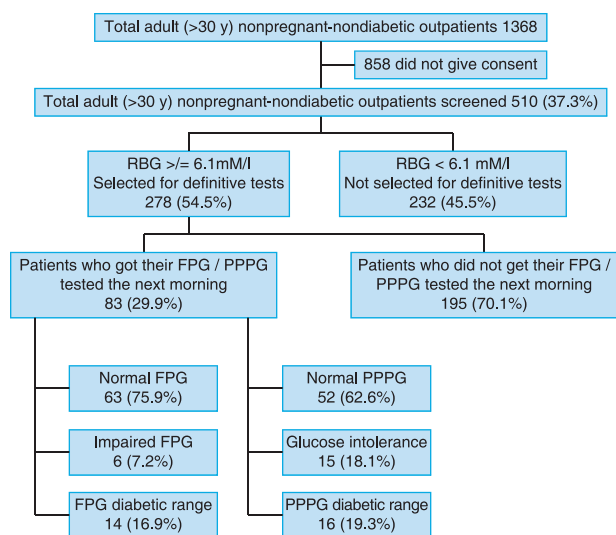 Total adult (>30 y) nonpregnant-nondiabetic outpatients 1368
858 did not give consent
Total adult (>30 y) nonpregnant-nondiabetic outpatients screened 510 (37.3%)
RBG >/= 6.1mM/l
Selected for definitive tests
278 (54.5%)
RBG < 6.1 mM/l
Not selected for definitive tests
232 (45.5%)
Patients who got their FPG / PPPG
tested the next morning
83 (29.9%)
Patients who did not get their FPG /
PPPG tested the next morning
195 (70.1%)
Normal FPG
63 (75.9%)
Normal PPPG
52 (62.6%)
Impaired FPG
6 (7.2%)
Glucose intolerance
15 (18.1%)
FPG diabetic range
14 (16.9%)
PPPG diabetic range
16 (19.3%)